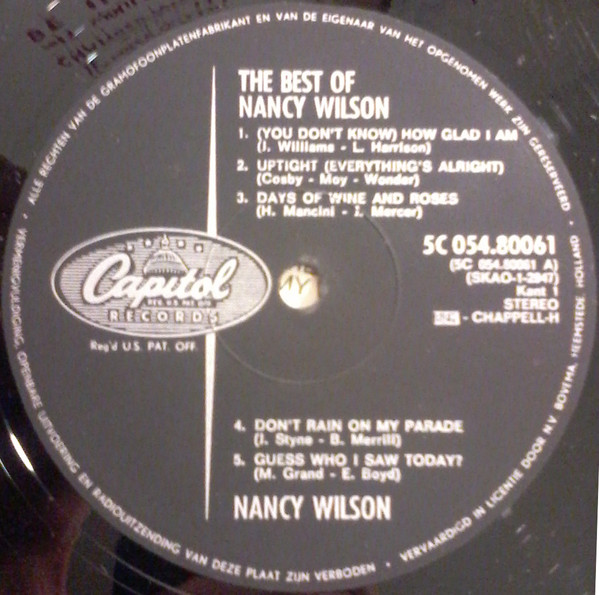 THE BEST OF
NANCY WILSON
1. (YOU DON'T KNOW) HOW GLAD I AM
(I. Williams - L. Harrison)
2. UPTIGHT (EVERYTHING'S ALRIGHT)
(Cosby - Moy - Wonder)
3. DAYS OF WINE AND ROSES
(H. Mancini - I. Mercer)
5C 054.80061
(5C 054.80061 A)
(SKAO-1-2947)
Kant 1
STEREO
- CHAPPELL-H
Capitol
REG. U.S. PAT. OFF.
RECORDS
Reg'd U.S. PAT. OFF.
4. DON'T RAIN ON MY PARADE
(I. Styne - B. Merrill)
5. GUESS WHO I SAW TODAY?
(M. Grand - E. Boyd)
NANCY WILSON
ALLE RECHTEN VAN DE GRAMOFOONPLATENFABRIKANT EN VAN DE EIGENAAR VAN HET OPGENOMEN WERK ZIJN GERESERVEERD
VERMENIGVULDIGING, OPENBARE UITVOERING EN RADIOUITZENDING VAN DEZE PLAAT ZIJN VERBODEN • VERVAARDIGD IN LICENTIE DOOR N.V. BOVEMA, HEEMSTEDE, HOLLAND